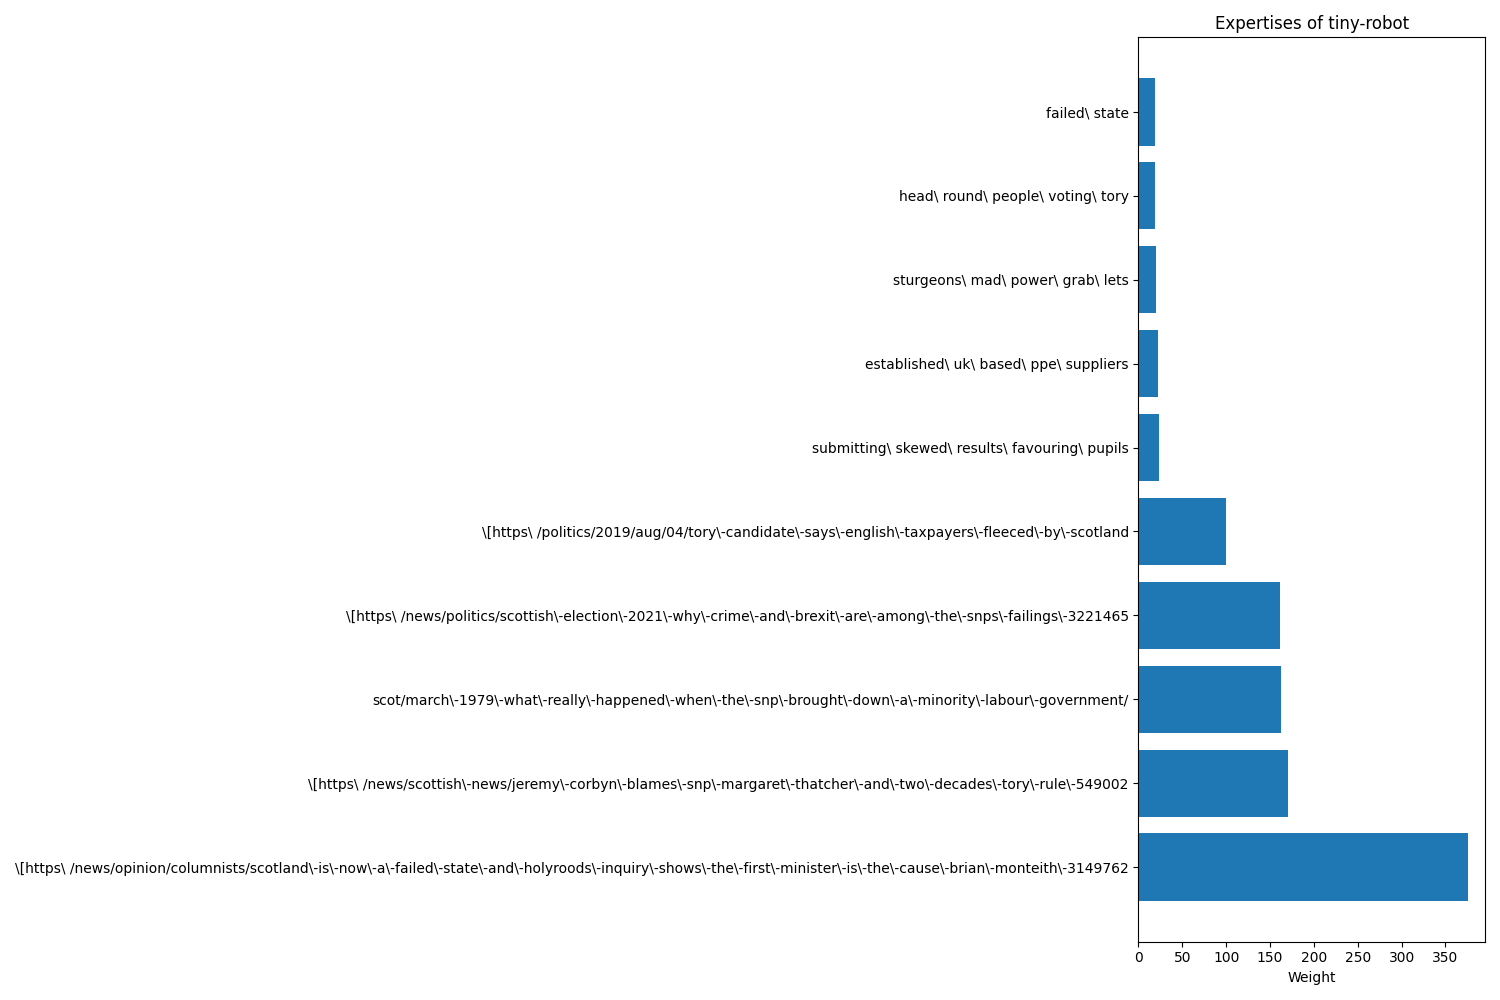 Expertises of tiny-robot
failed\ state
head\ round\ people\ voting\ tory
sturgeons\ mad\ power\ grab\ lets
established\ uk\ based\ ppe\ suppliers
submitting\ skewed\ results\ favouring\ pupils
\[https\ /politics/2019/aug/04/tory\-candidate\-says\-english\-taxpayers\-fleeced\-by\-scotland
\[https\ /news/politics/scottish\-election\-2021\-why\-crime\-and\-brexit\-are\-among\-the\-snps\-failings\-3221465
scot/march\-1979\-what\-really\-happened\-when\-the\-snp\-brought\-down\-a\-minority\-labour\-government/
\[https\ /news/scottish\-news/jeremy\-corbyn\-blames\-snp\-margaret\-thatcher\-and\-two\-decades\-tory\-rule\-549002
\[https\ /news/opinion/columnists/scotland\-is\-now\-a\-failed\-state\-and\-holyroods\-inquiry\-shows\-the\-first\-minister\-is\-the\-cause\-brian\-monteith\-3149762
0 50 100 150 200 250 300 350
Weight